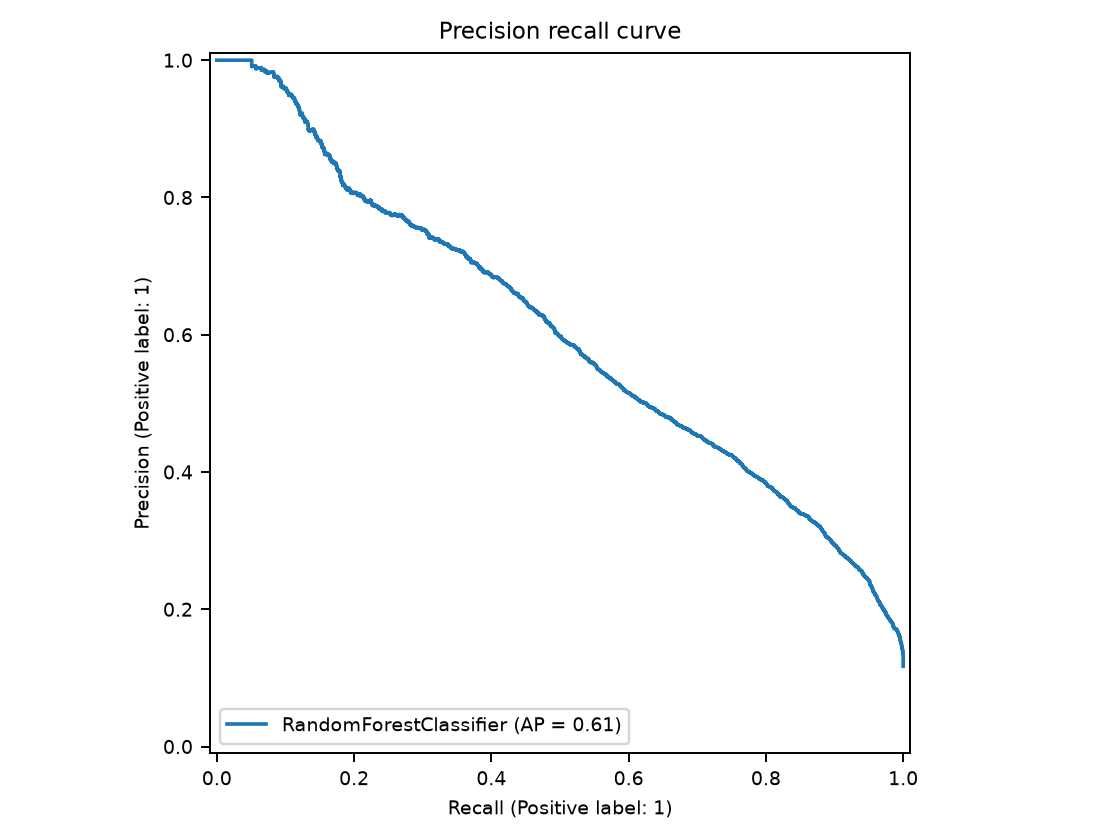 Precision recall curve
1.0
0.8
0.6
0.4
0.2
0.0
Precision (Positive label: 1)
RandomForestClassifier (AP = 0.61)
0.0 0.2 0.4 0.6 0.8 1.0
Recall (Positive label: 1)